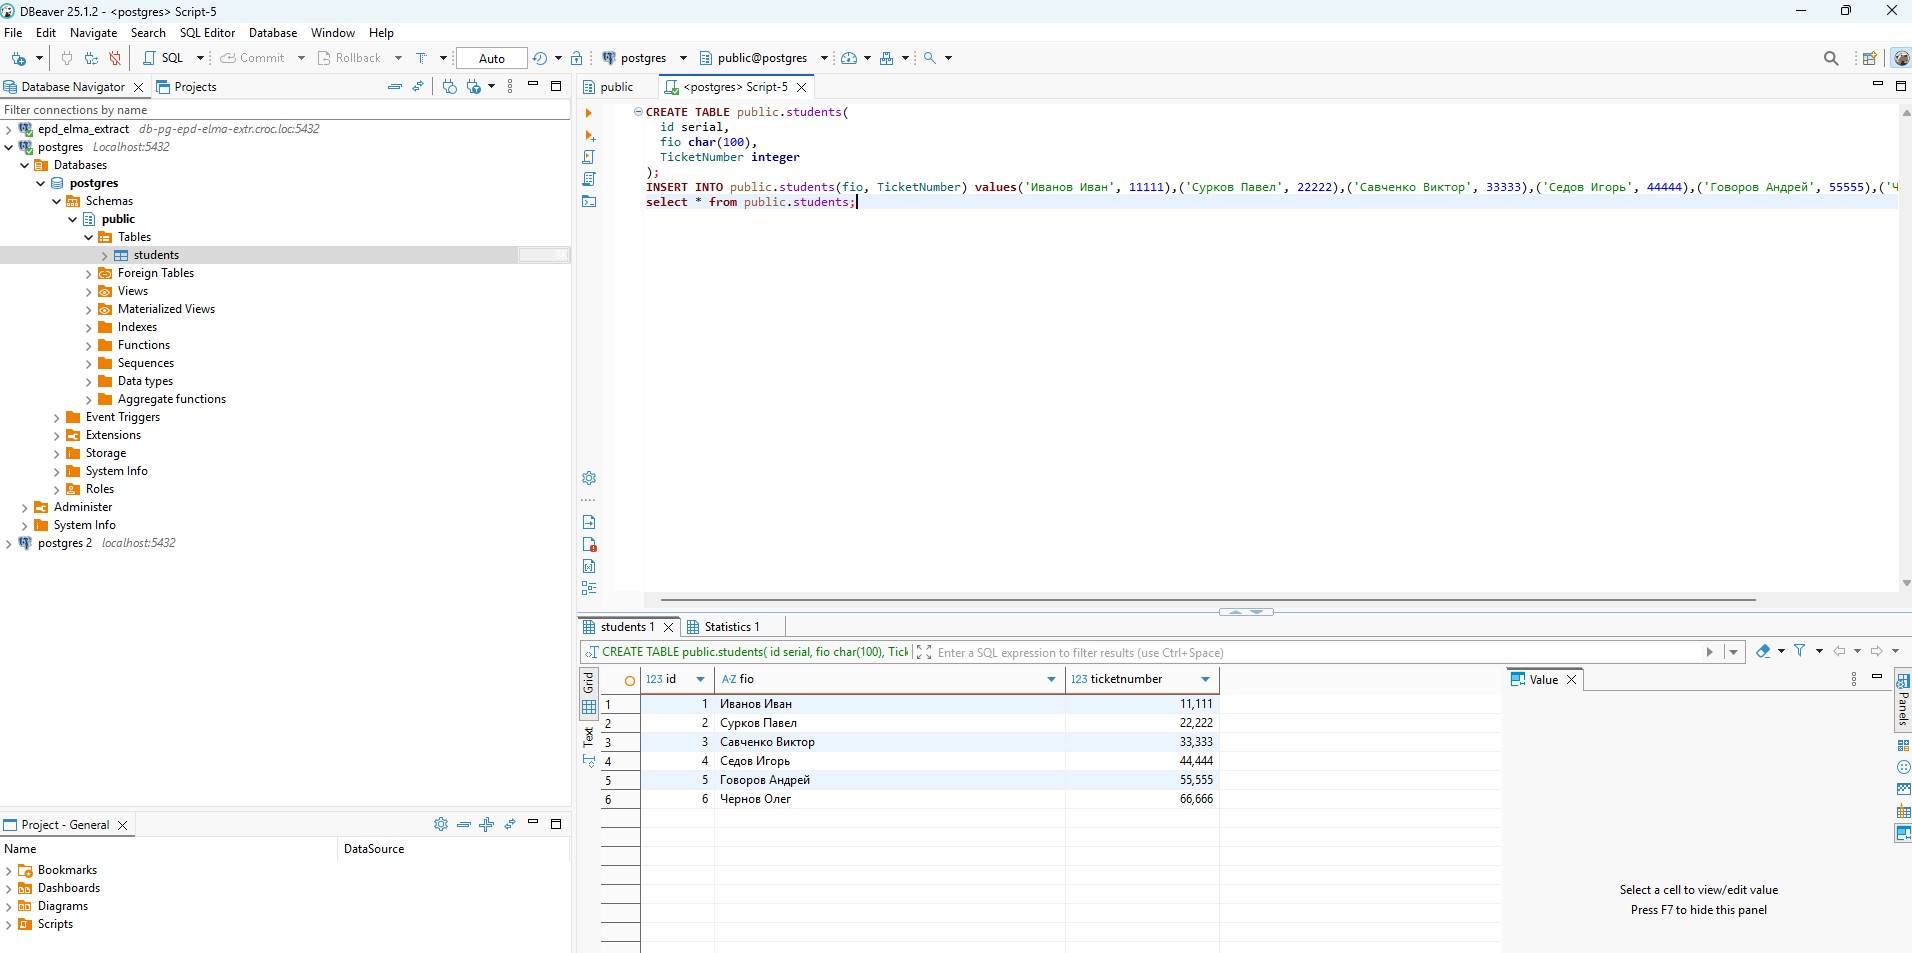 DBeaver 25.1.2 - <postgres> Script-5
File Edit Navigate Search SQL Editor Database Window Help
SQL Commit Rollback T Auto postgres public@postgres
Database Navigator Projects
Filter connections by name
epd_elma_extract db-pg-epd-elma-extr.croc.loc:5432
postgres Localhost:5432
Databases
postgres
Schemas
public
Tables
students
Foreign Tables
Views
Materialized Views
Indexes
Functions
Sequences
Data types
Aggregate functions
Event Triggers
Extensions
Storage
System Info
Roles
Administer
System Info
postgres 2 localhost:5432
Project - General
Name DataSource
Bookmarks
Dashboards
Diagrams
Scripts
public <postgres> Script-5
CREATE TABLE public.students(
id serial,
fio char(100),
TicketNumber integer
);
INSERT INTO public.students(fio, TicketNumber) values('Иванов Иван', 11111),('Сурков Павел', 22222),('Савченко Виктор', 33333),('Седов Игорь', 44444),('Говоров Андрей', 55555),('Ч
select * from public.students;
students 1 Statistics 1
CREATE TABLE public.students( id serial, fio char(100), Tick Enter a SQL expression to filter results (use Ctrl+Space)
Grid
Text
123 id A-Z fio 123 ticketnumber
1 1 Иванов Иван 11,111
2 2 Сурков Павел 22,222
3 3 Савченко Виктор 33,333
4 4 Седов Игорь 44,444
5 5 Говоров Андрей 55,555
6 6 Чернов Олег 66,666
Value
Select a cell to view/edit value
Press F7 to hide this panel
Panels